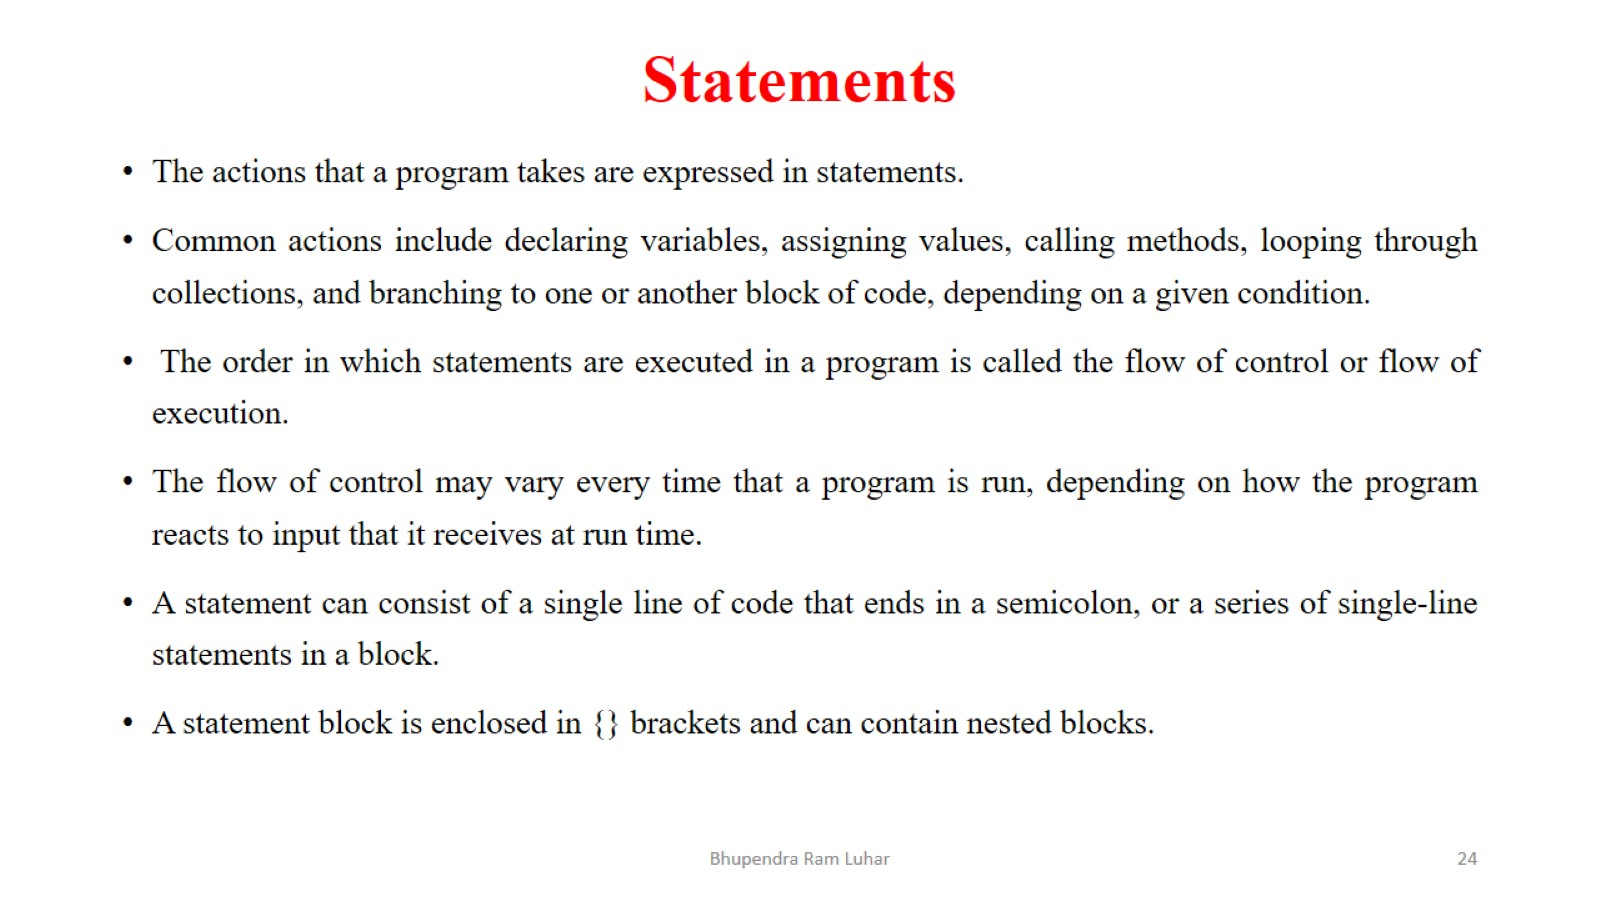 Statements
• The actions that a program takes are expressed in statements.
• Common actions include declaring variables, assigning values, calling methods, looping through
collections, and branching to one or another block of code, depending on a given condition.
• The order in which statements are executed in a program is called the flow of control or flow of
execution.
• The flow of control may vary every time that a program is run, depending on how the program
reacts to input that it receives at run time.
• A statement can consist of a single line of code that ends in a semicolon, or a series of single-line
statements in a block.
• A statement block is enclosed in {} brackets and can contain nested blocks.
Bhupendra Ram Luhar
24